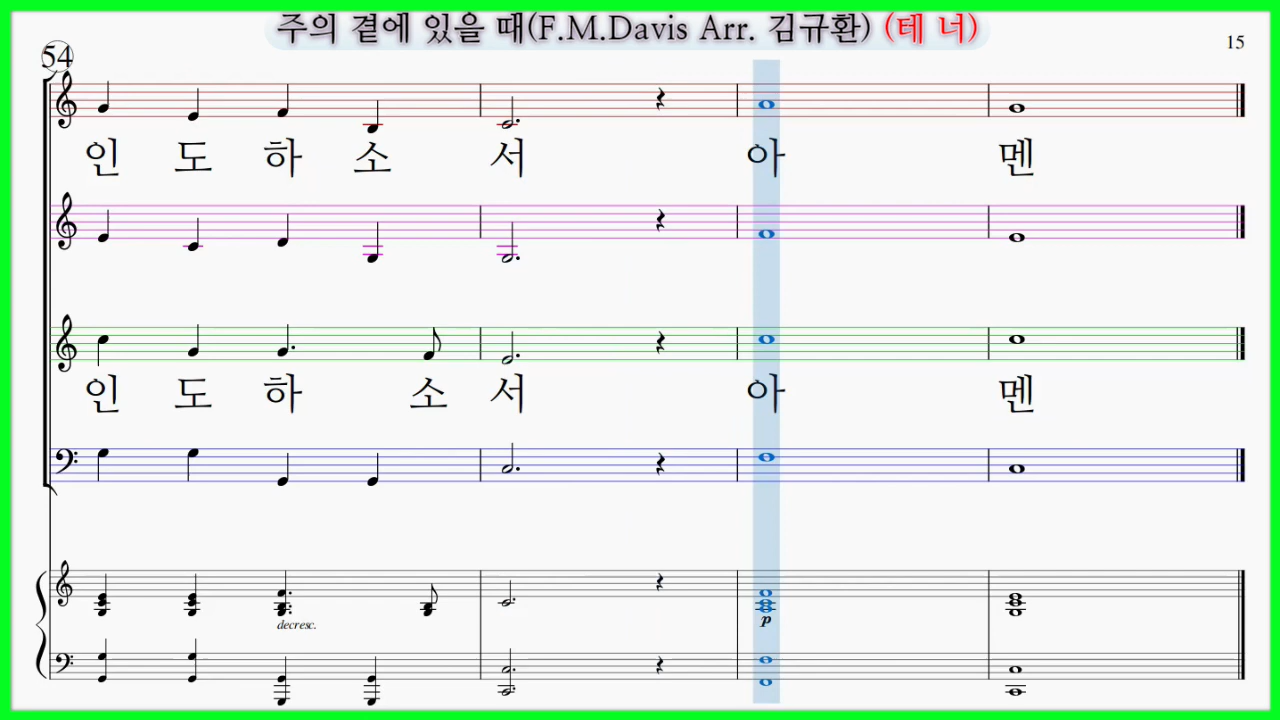 주의 곁에 있을 때(F.M.Davis Arr. 김규환) (테 너)
15
54
인 도 하 소 서 아 멘
인 도 하 소 서 아 멘
decresc.
p